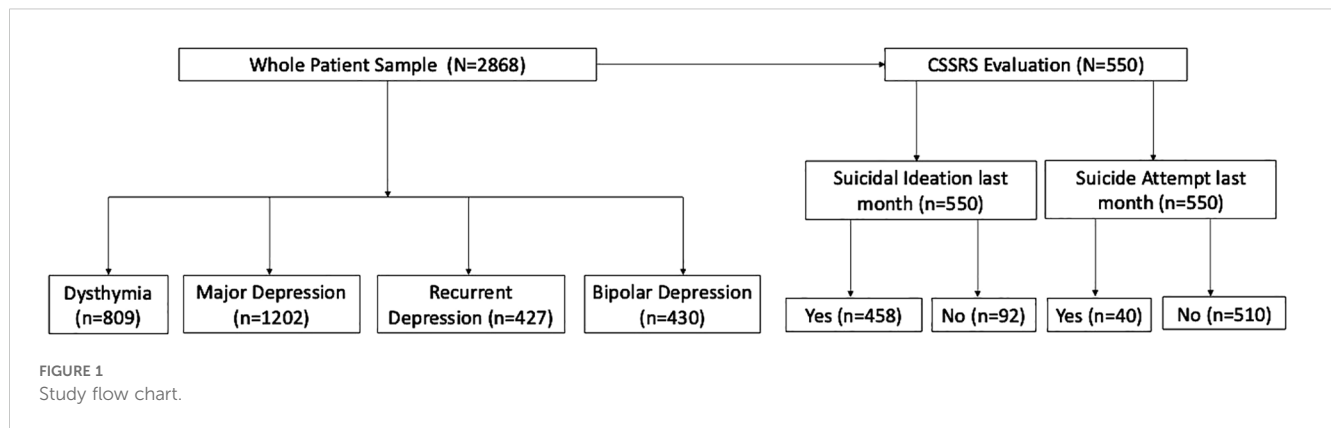 Whole Patient Sample (N=2868)
CSSRS Evaluation (N=550)
Suicidal Ideation last
month (n=550)
Suicide Attempt last
month (n=550)
Dysthymia
(n=809)
Major Depression
(n=1202)
Recurrent
Depression (n=427)
Bipolar Depression
(n=430)
Yes (n=458)
No (n=92)
Yes (n=40)
No (n=510)
FIGURE 1
Study flow chart.